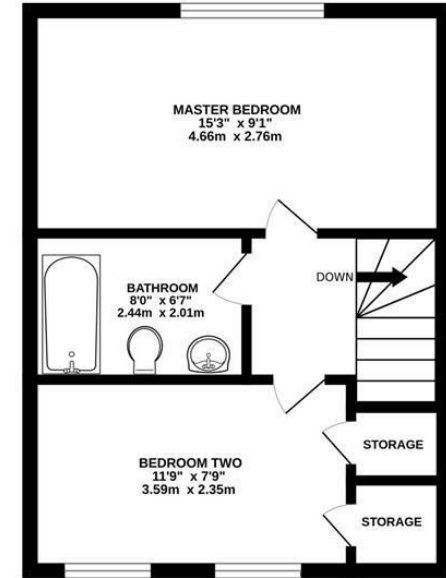 MASTER BEDROOM
15'3" x 9'1"
4.66m x 2.76m
DOWN
BATHROOM
8'0" x 6'7"
2.44m x 2.01m
STORAGE
BEDROOM TWO
11'9" x 7'9"
3.59m x 2.35m
STORAGE